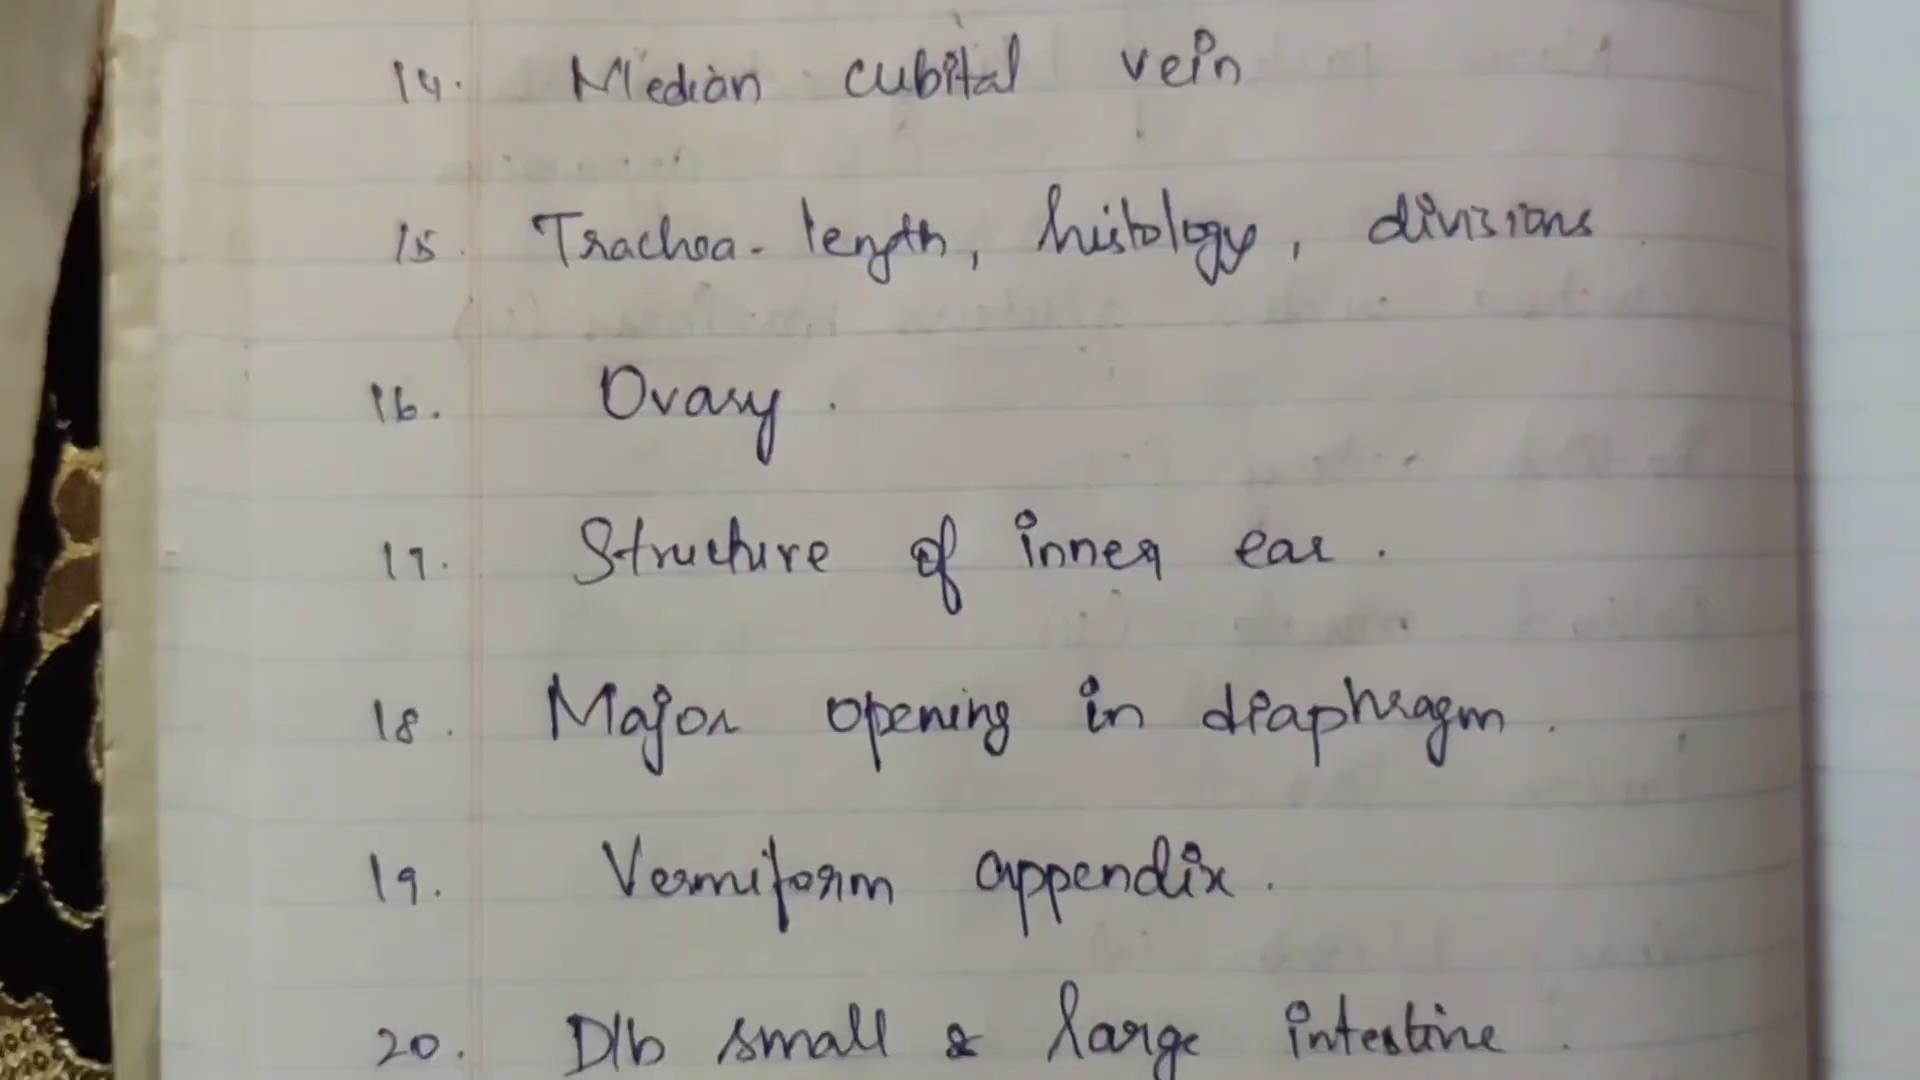 14. Median cubital vein
15. Trachea - length, histology, divisions
16. Ovary.
17. Structure of inner ear.
18. Major opening in diaphragm.
19. Vermiform appendix.
20. D/b small & large intestine.